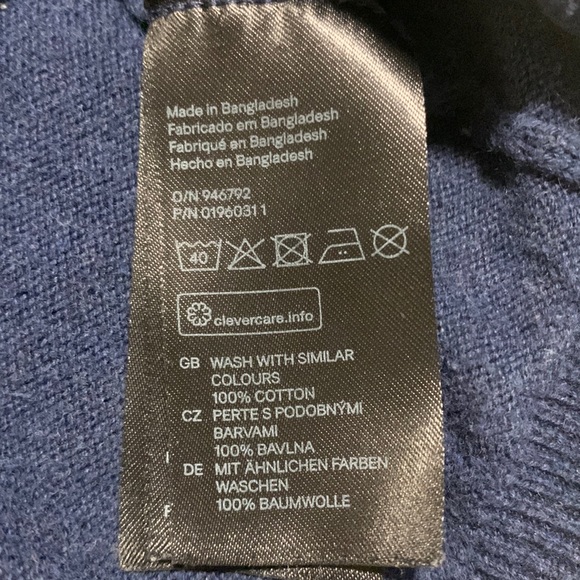 Made in Bangladesh
Fabricado em Bangladesh
Fabriqué en Bangladesh
Hecho en Bangladesh
O/N 946792
P/N 01960311
40
clevercare.info
GB WASH WITH SIMILAR
COLOURS
100% COTTON
CZ PERTE S PODOBNÝMI
BARVAMI
100% BAVLNA
DE MIT ÄHNLICHEN FARBEN
WASCHEN
100% BAUMWOLLE